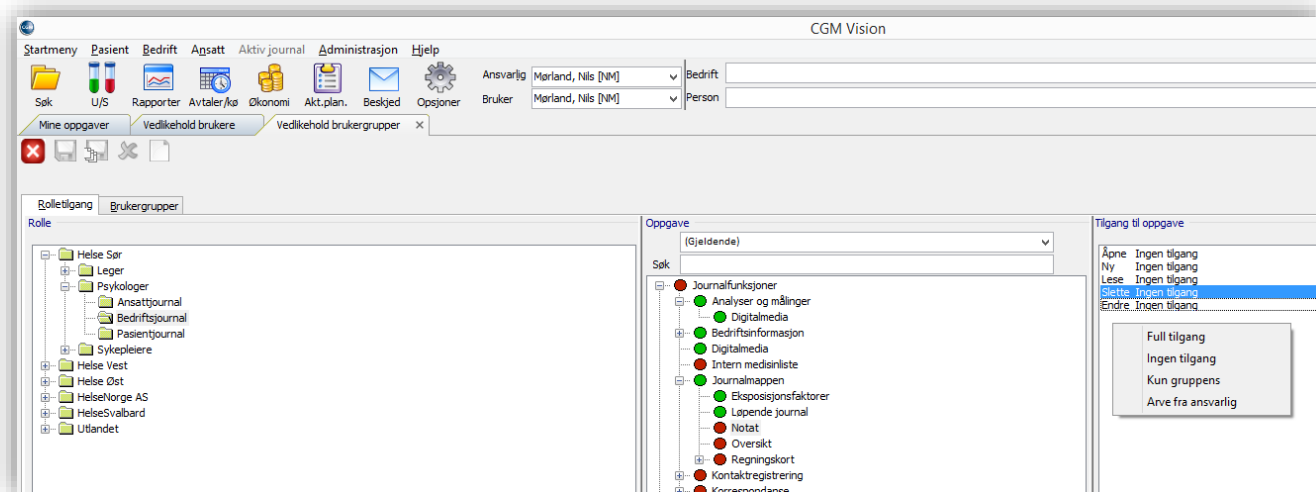 CGM
CGM Vision
Startmeny Pasient Bedrift Ansatt Aktiv journal Administrasjon Hjelp
Søk U/S Rapporter Avtaler/kø Økonomi Akt.plan. Beskjed Opsjoner
Ansvarlig Mørland, Nils [NM] Bedrift
Bruker Mørland, Nils [NM] Person
Mine oppgaver Vedlikehold brukere Vedlikehold brukergrupper
Rolletilgang Brukergrupper
Rolle
Helse Sør
Leger
Psykologer
Ansattjournal
Bedriftsjournal
Pasientjournal
Sykepleiere
Helse Vest
Helse Øst
HelseNorge AS
HelseSvalbard
Utlandet
Oppgave
(Gjeldende)
Søk
Journalfunksjoner
Analyser og målinger
Digitalmedia
Bedriftsinformasjon
Digitalmedia
Intern medisinliste
Journalmappen
Eksposisjonsfaktorer
Løpende journal
Notat
Oversikt
Regningskort
Kontaktregistrering
Korrespondanse
Tilgang til oppgave
Åpne Ingen tilgang
Ny Ingen tilgang
Lese Ingen tilgang
Slette Ingen tilgang
Endre Ingen tilgang
Full tilgang
Ingen tilgang
Kun gruppens
Arve fra ansvarlig